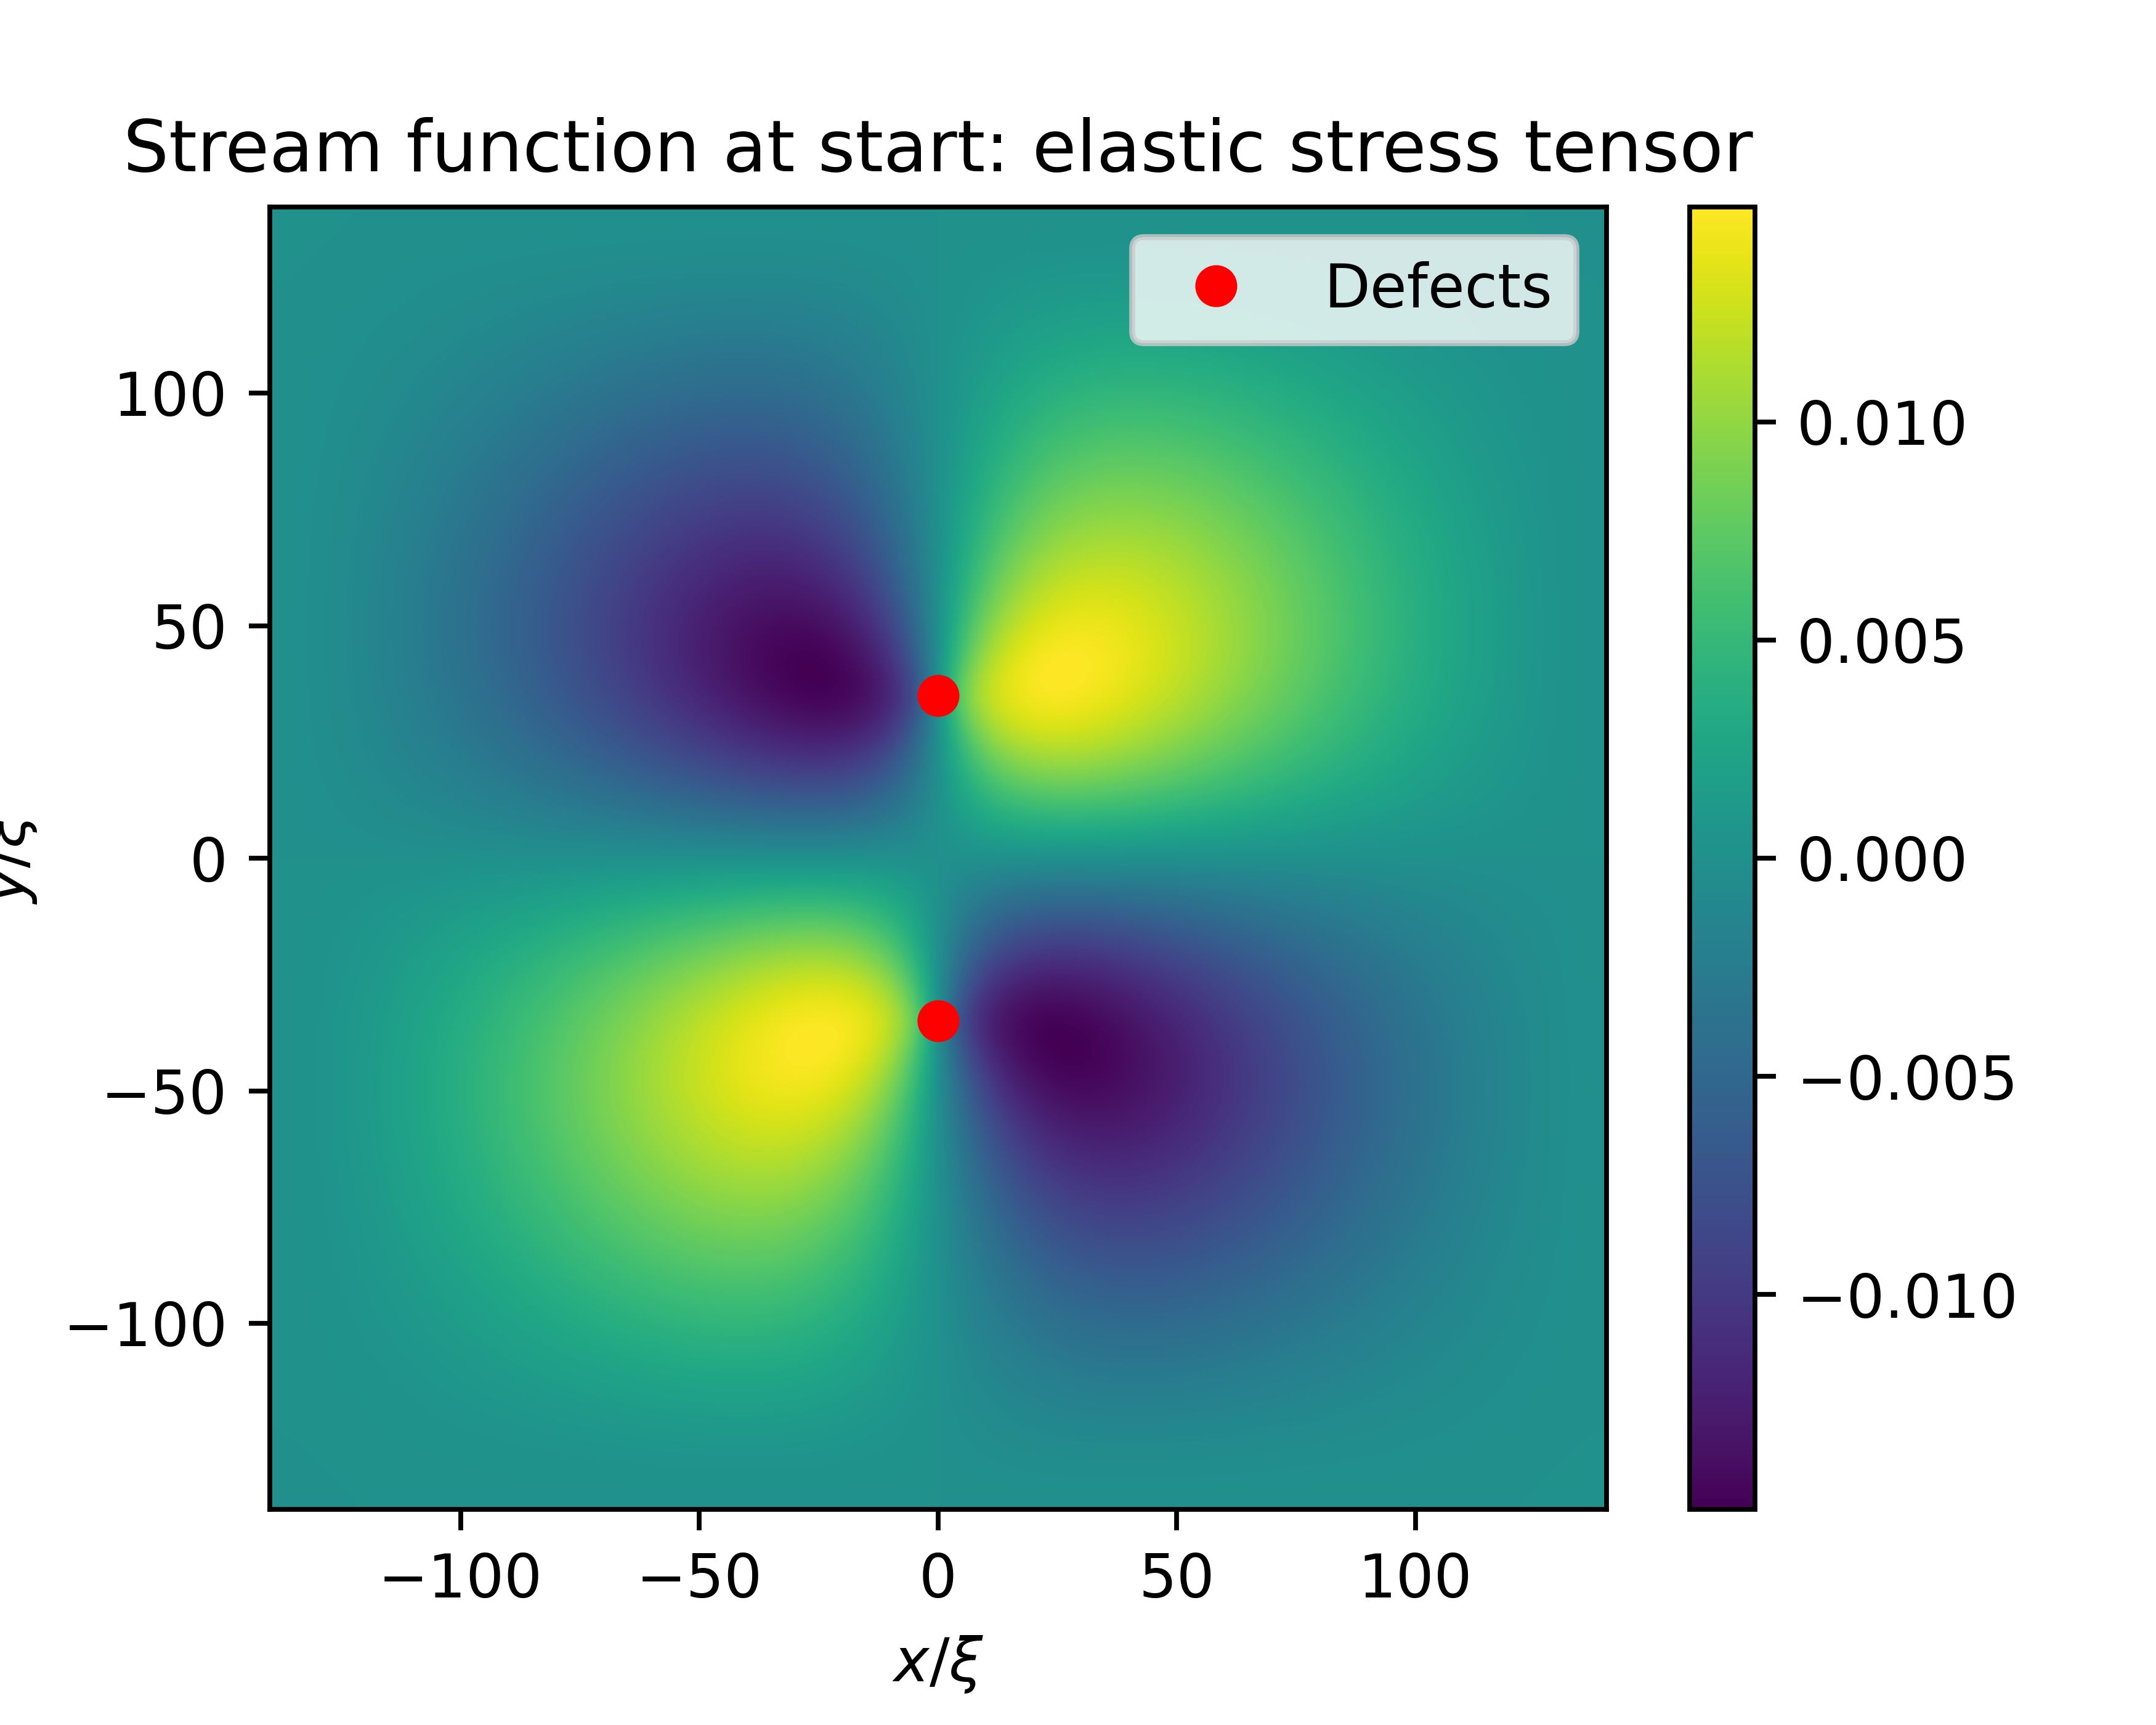 Stream function at start: elastic stress tensor
Defects
100
50
0
−50
−100
y/ξ
−100 −50 0 50 100
x/ξ
0.010
0.005
0.000
−0.005
−0.010